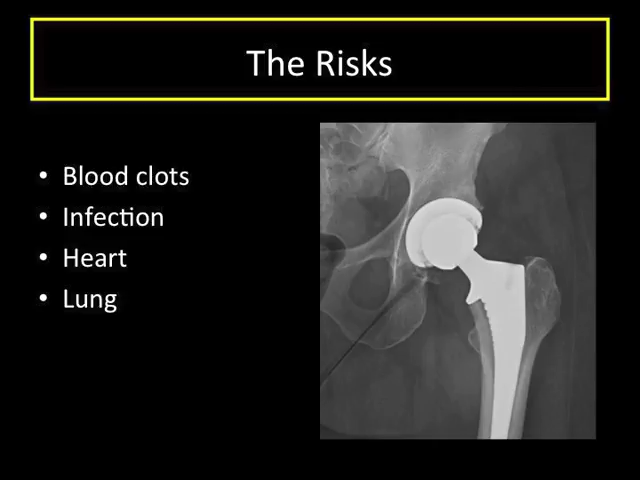 The Risks
• Blood clots
• Infection
• Heart
• Lung